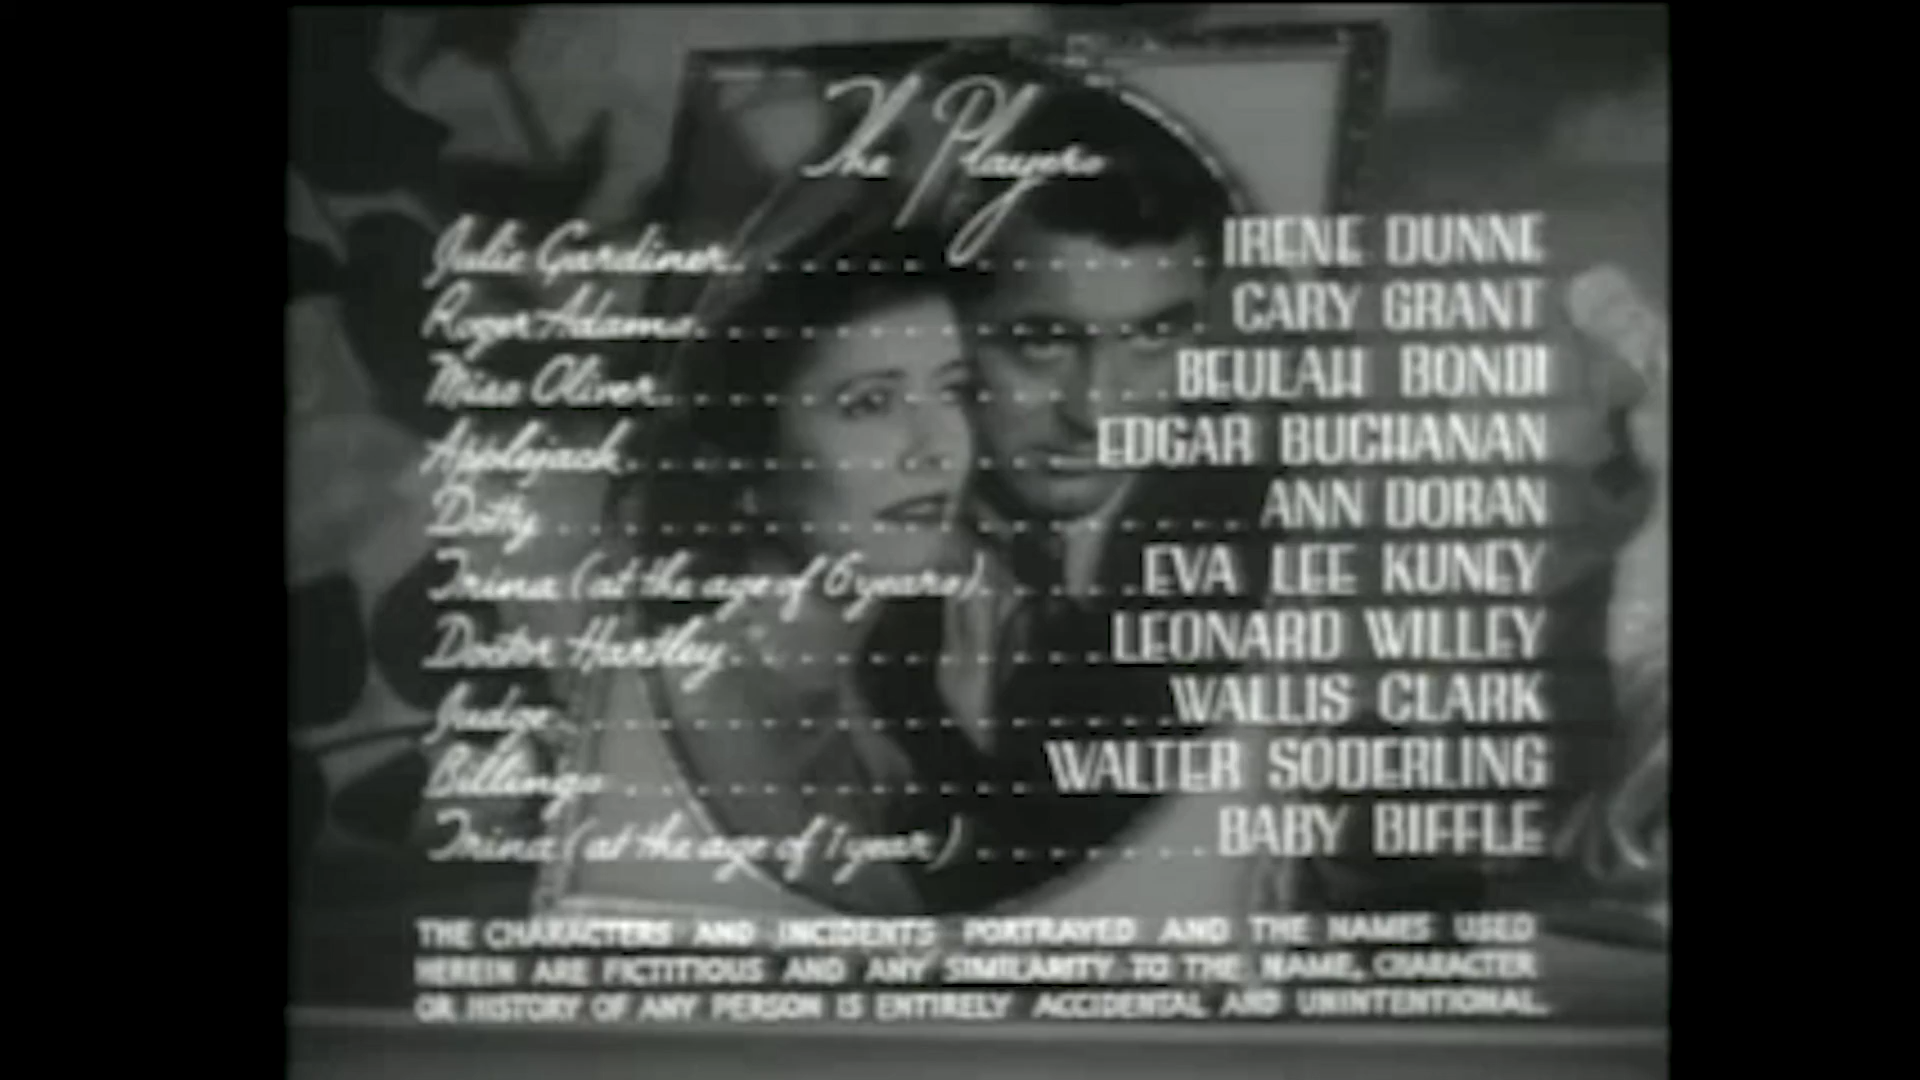 The Players
Julie Gardiner. . . . . . . . . . . . . IRENE DUNNE
Roger Adams. . . . . . . . . . . . . . . CARY GRANT
Miss Oliver. . . . . . . . . . . . . . . BEULAH BONDI
Applejack. . . . . . . . . . . . . . EDGAR BUCHANAN
Dotty . . . . . . . . . . . . . . . . . . . ANN DORAN
Trina (at the age of 6 years). . . . . EVA LEE KUNEY
Doctor Hartley. . . . . . . . . . . . LEONARD WILLEY
Judge. . . . . . . . . . . . . . . . . . WALLIS CLARK
Billings . . . . . . . . . . . . . WALTER SODERLING
Trina (at the age of 1 year) . . . . . . . BABY BIFFLE
THE CHARACTERS AND INCIDENTS PORTRAYED AND THE NAMES USED
HEREIN ARE FICTITIOUS AND ANY SIMILARITY TO THE NAME, CHARACTER
OR HISTORY OF ANY PERSON IS ENTIRELY ACCIDENTAL AND UNINTENTIONAL.